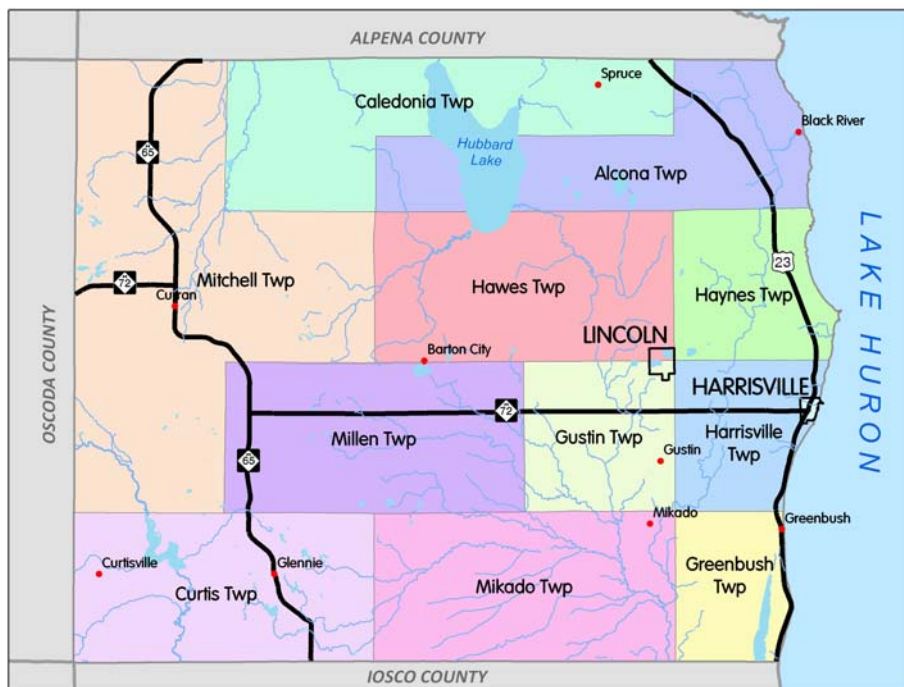 ALPENA COUNTY
Spruce
Caledonia Twp
Black River
Hubbard
Lake
65
Alcona Twp
LAKE HURON
23
72
Mitchell Twp
Hawes Twp
Haynes Twp
Curran
OSCODA COUNTY
Barton City
LINCOLN
HARRISVILLE
72
Millen Twp
Gustin Twp
Harrisville
Twp
65
Gustin
Mikado
Greenbush
Curtisville
Glennie
Curtis Twp
Mikado Twp
Greenbush
Twp
IOSCO COUNTY